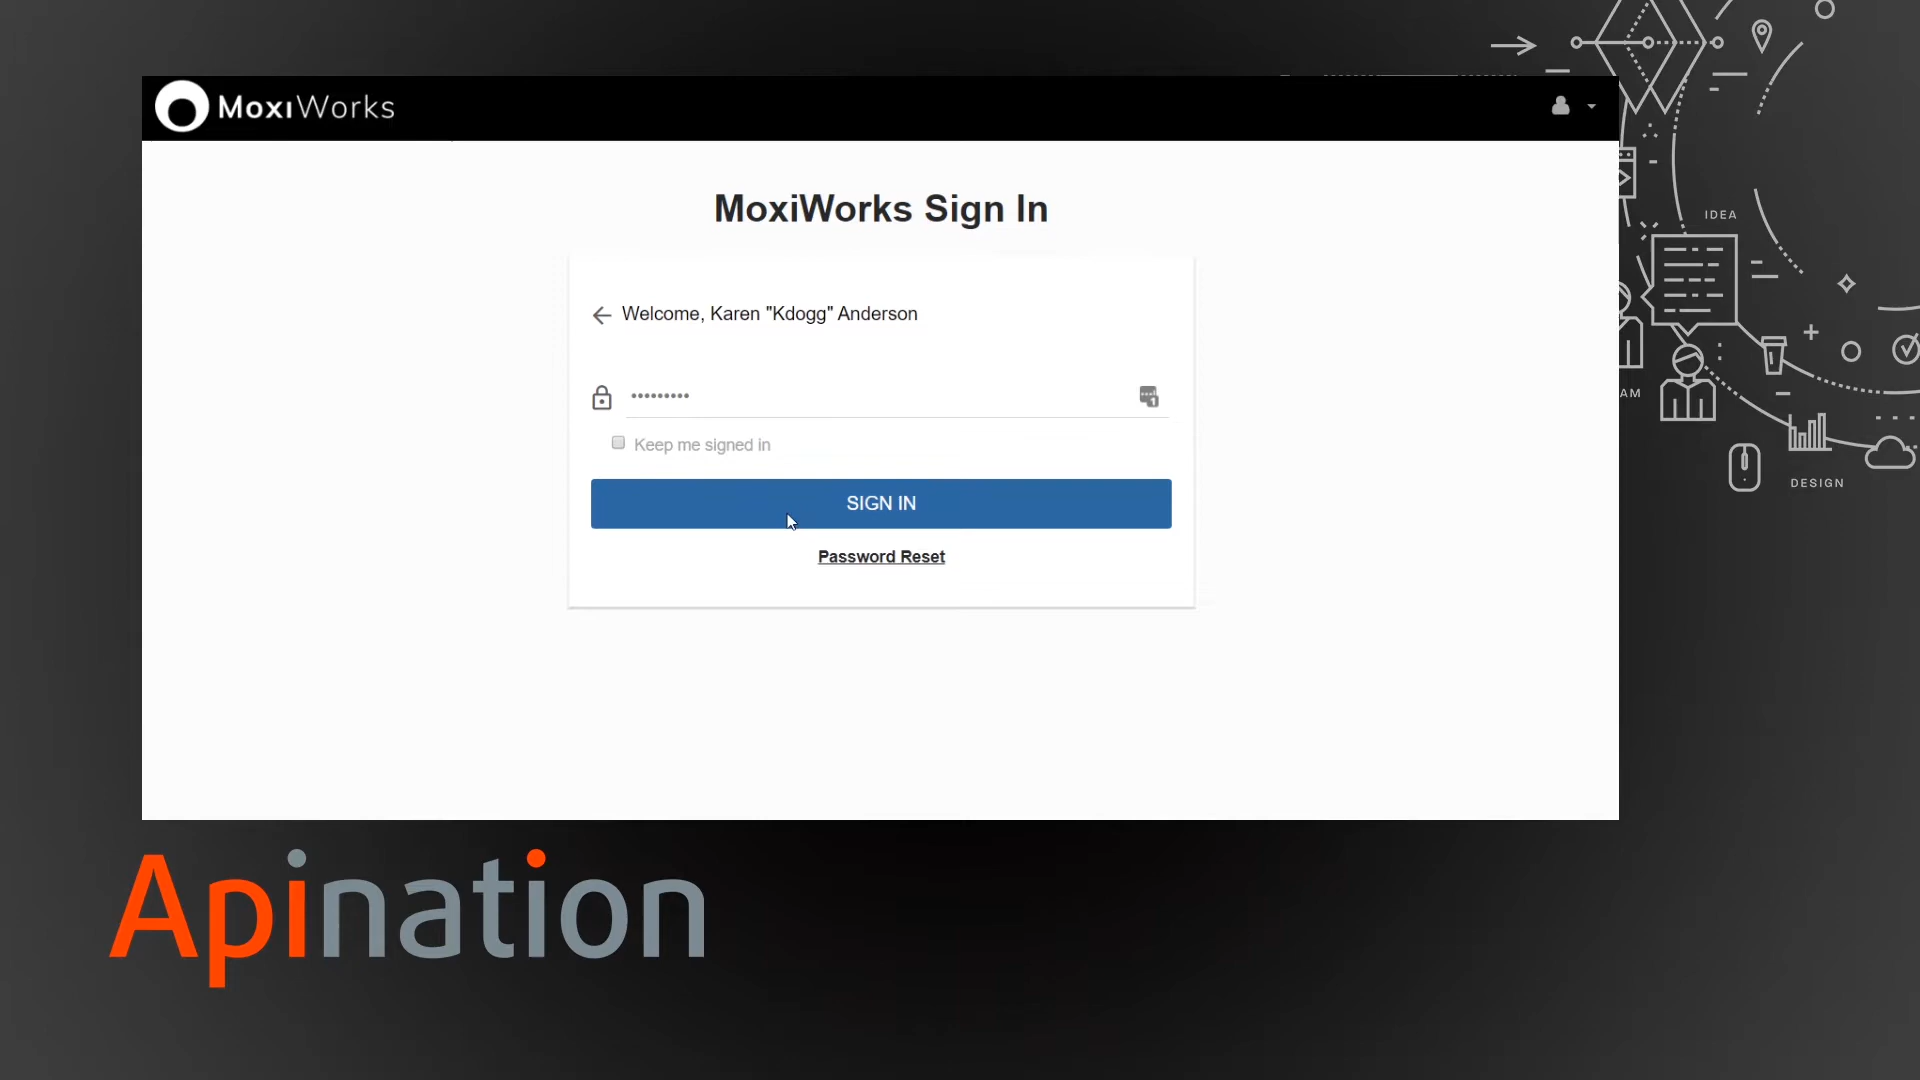 MoxiWorks
MoxiWorks Sign In
Welcome, Karen "Kdogg" Anderson
•••••••••
1
Keep me signed in
SIGN IN
Password Reset
IDEA
AM
DESIGN
Apination